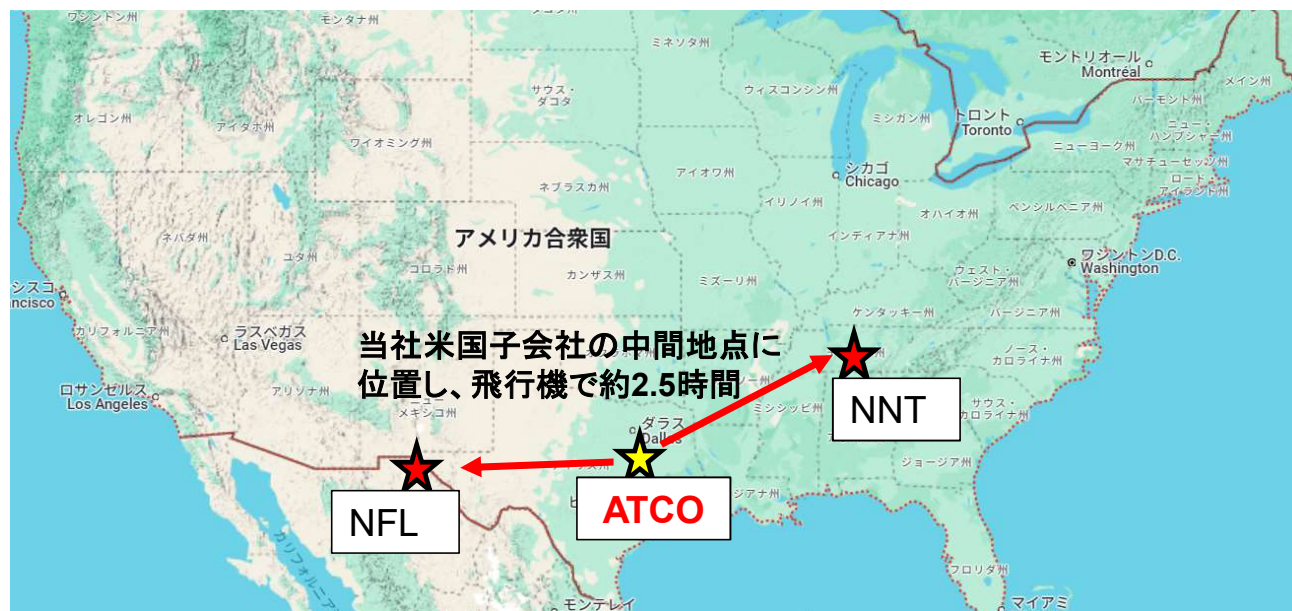 ワシントン州
モンタナ州
ミネソタ州
モントリオール
Montréal
メイン州
サウス・
ダコタ
ウィスコンシン州
バーモント州
オレゴン州
アイダホ州
ミシガン州
トロント
Toronto
ニュー・
ハンプシャー州
ワイオミング州
ニューヨーク州
マサチューセッツ州
アイオワ州
シカゴ
Chicago
ロード・
アイランド州
ネブラスカ州
イリノイ州
オハイオ州
ペンシルベニア州
ネバダ州
アメリカ合衆国
インディアナ州
ユタ州
コロラド州
カンザス州
ミズーリ州
ウェスト・
バージニア州
ワシントンD.C.
Washington
シスコ
ncisco
カリフォルニア州
ラスベガス
Las Vegas
ケンタッキー州
バージニア州
当社米国子会社の中間地点に
位置し、飛行機で約2.5時間
ノース・
カロライナ州
ロサンゼルス
Los Angeles
アリゾナ州
ニュー
メキシコ州
ミシシッピ州
NNT
サウス・
カロライナ州
ダラス
Dallas
ジョージア州
NFL
ATCO
ジアナ州
カリフォルニア
フロリダ州
モンテレイ
マイアミ